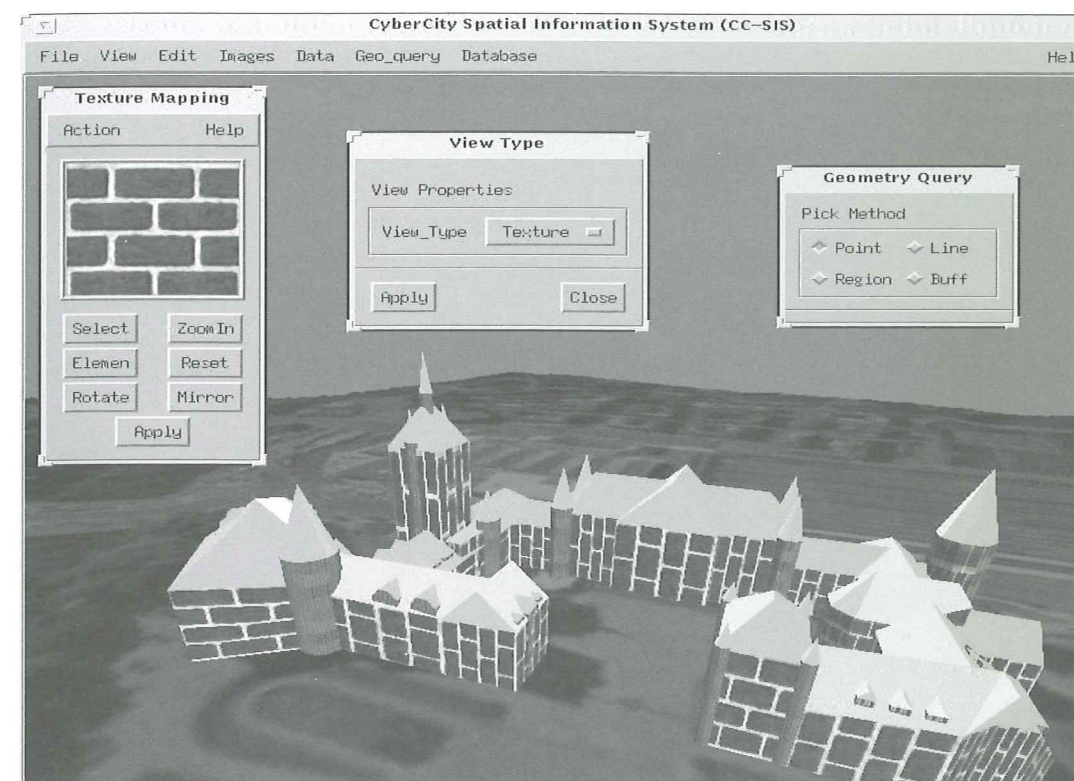 CyberCity Spatial Information System (CC-SIS)
File View Edit Images Data Geo_query Database Hel
Texture Mapping
Action Help
Select ZoomIn
Elemen Reset
Rotate Mirror
Apply
View Type
View Properties
View_Type Texture
Apply Close
Geometry Query
Pick Method
Point Line
Region Buff